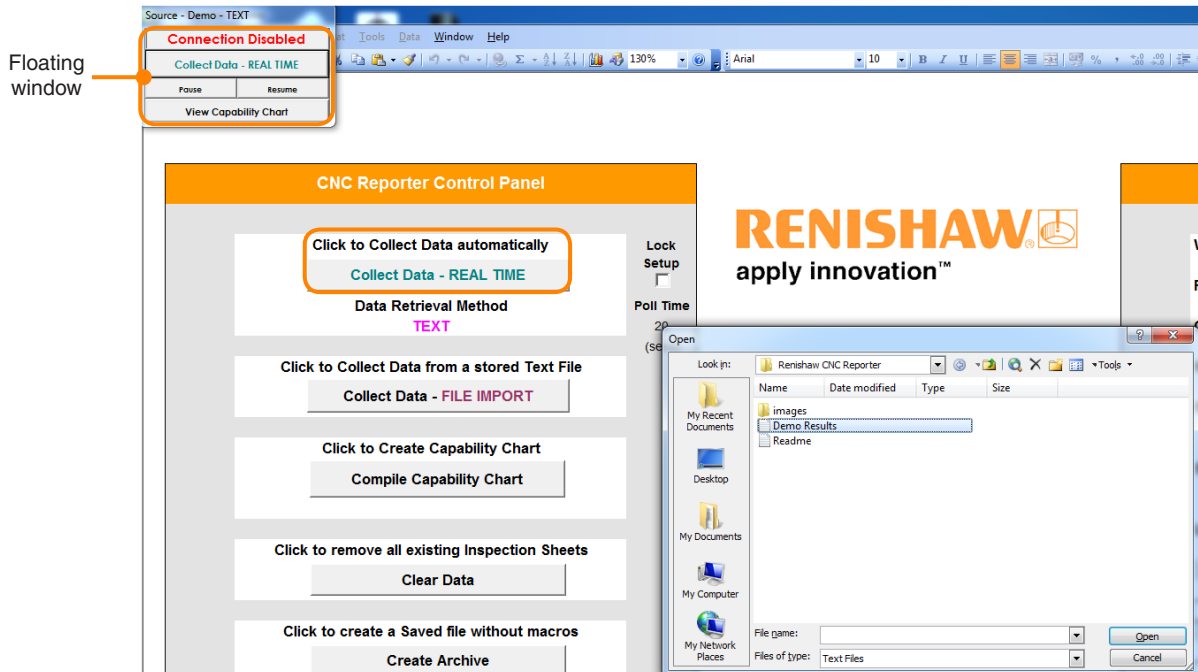 Source - Demo - TEXT
Connection Disabled
Collect Data - REAL TIME
Pause Resume
View Capability Chart
Floating
window
Tools Data Window Help
130% Arial 10 B I U % ,
CNC Reporter Control Panel
Click to Collect Data automatically
Collect Data - REAL TIME
Data Retrieval Method
TEXT
Lock
Setup
Poll Time
20
(se
RENISHAW
apply innovation™
Click to Collect Data from a stored Text File
Collect Data - FILE IMPORT
Click to Create Capability Chart
Compile Capability Chart
Click to remove all existing Inspection Sheets
Clear Data
Click to create a Saved file without macros
Create Archive
Open
Look in: Renishaw CNC Reporter Tools
Name Date modified Type Size
images
Demo Results
Readme
My Recent
Documents
Desktop
My Documents
My Computer
My Network
Places
File name: Open
Files of type: Text Files Cancel